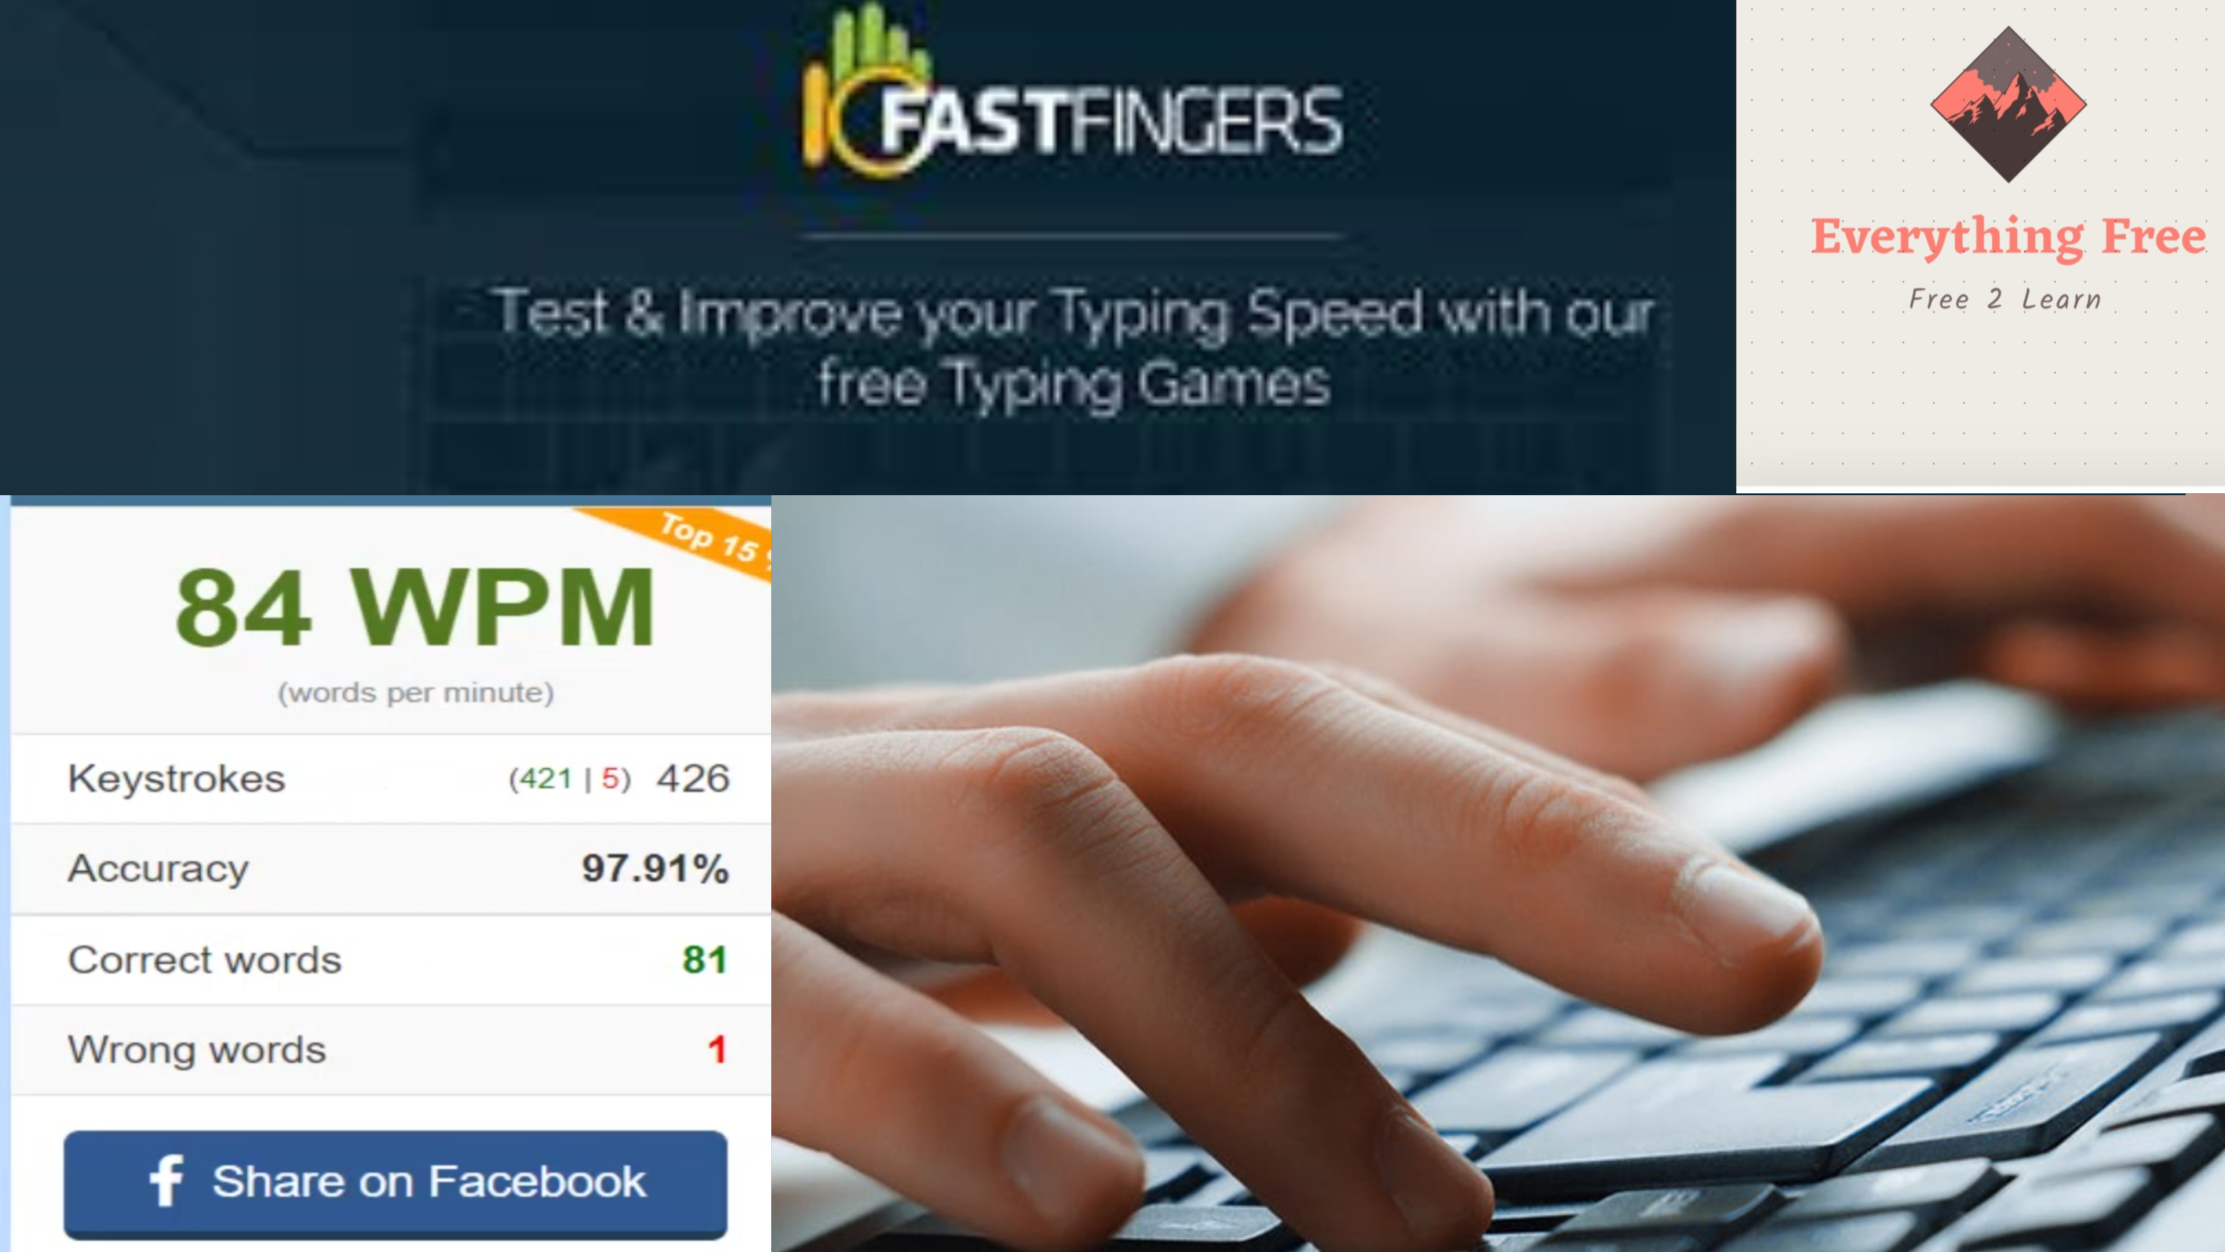 10FASTFINGERS
Test & Improve your Typing Speed with our
free Typing Games
Everything Free
Free 2 Learn
Top 15 %
84 WPM
(words per minute)
Keystrokes (421 | 5) 426
Accuracy 97.91%
Correct words 81
Wrong words 1
f Share on Facebook